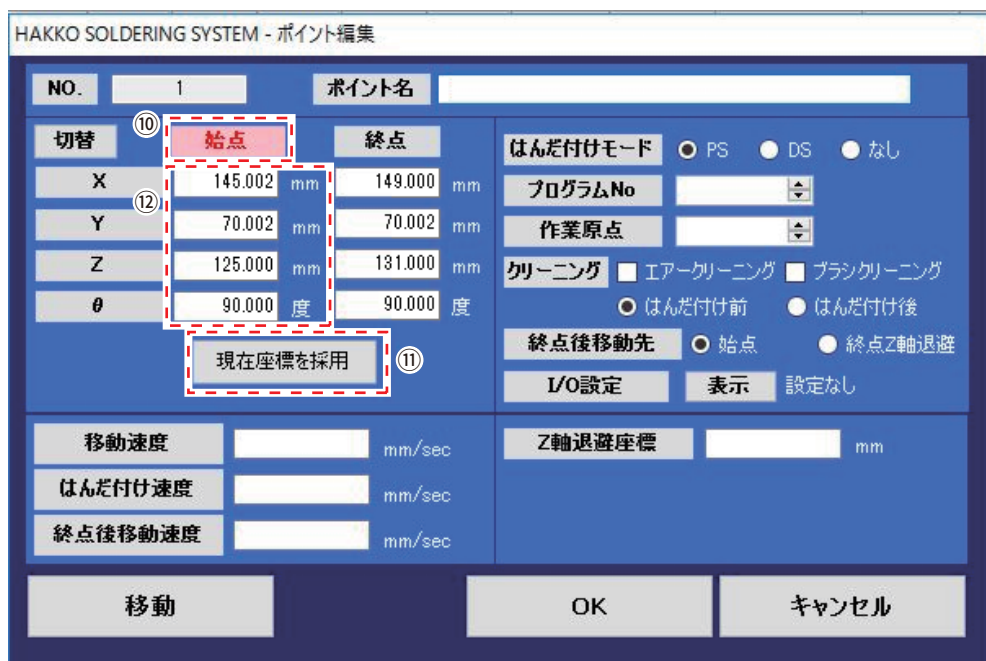 HAKKO SOLDERING SYSTEM - ポイント編集
NO. 1 ポイント名
切替 ⑩ 始点 終点
X 145.002 mm 149.000 mm
⑫
Y 70.002 mm 70.002 mm
Z 125.000 mm 131.000 mm
θ 90.000 度 90.000 度
現在座標を採用 ⑪
はんだ付けモード PS DS なし
プログラムNo
作業原点
クリーニング エアークリーニング ブラシクリーニング
はんだ付け前 はんだ付け後
終点後移動先 始点 終点Z軸退避
I/O設定 表示 設定なし
移動速度 mm/sec
はんだ付け速度 mm/sec
終点後移動速度 mm/sec
Z軸退避座標 mm
移動 OK キャンセル